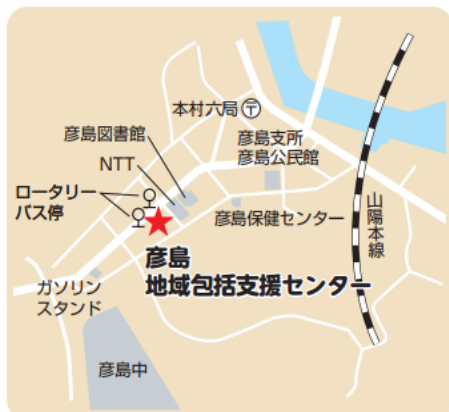 本村六局〒
彦島図書館
彦島支所
彦島公民館
NTT
ロータリー
バス停
彦島保健センター
山陽本線
彦島
地域包括支援センター
ガソリン
スタンド
彦島中